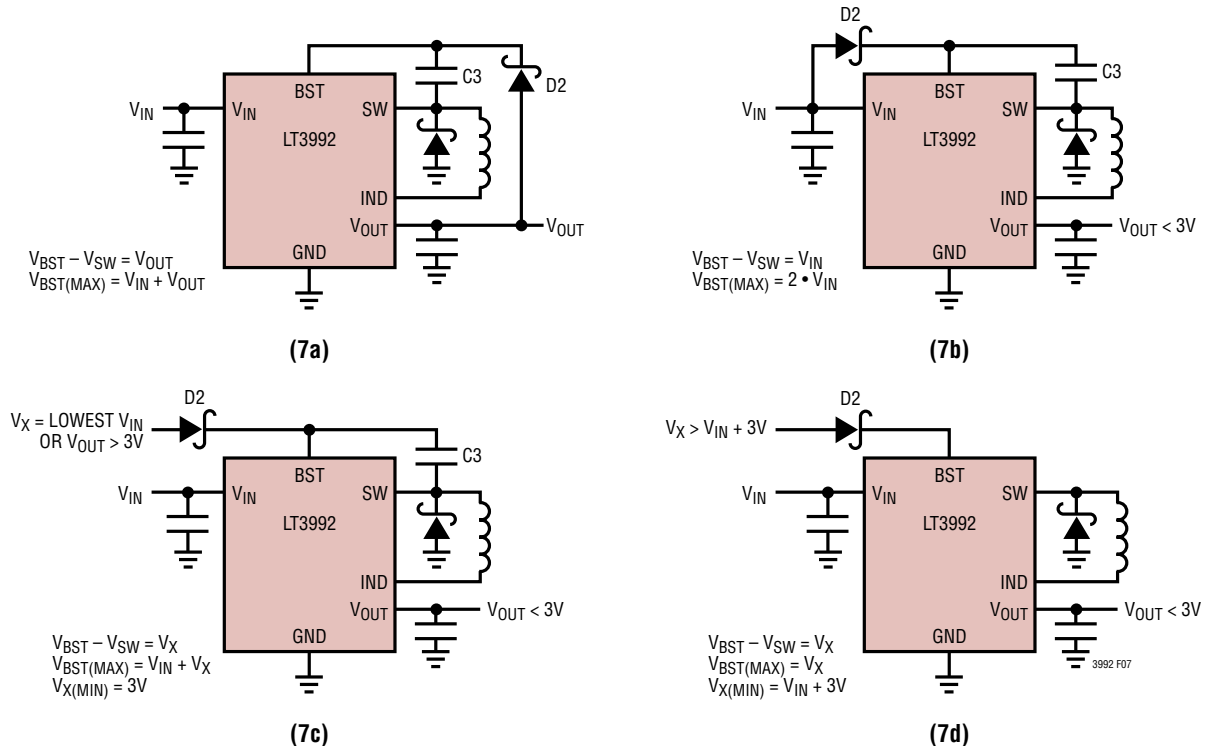 D2
C3
BST
V_IN
V_IN
SW
LT3992
IND
V_OUT
V_OUT
GND
V_BST – V_SW = V_OUT
V_BST(MAX) = V_IN + V_OUT
(7a)
D2
C3
BST
V_IN
V_IN
SW
LT3992
IND
V_OUT
V_OUT < 3V
GND
V_BST – V_SW = V_IN
V_BST(MAX) = 2 • V_IN
(7b)
D2
V_X = LOWEST V_IN
OR V_OUT > 3V
C3
BST
V_IN
V_IN
SW
LT3992
IND
V_OUT
V_OUT < 3V
GND
V_BST – V_SW = V_X
V_BST(MAX) = V_IN + V_X
V_X(MIN) = 3V
(7c)
D2
V_X > V_IN + 3V
BST
V_IN
V_IN
SW
LT3992
IND
V_OUT
V_OUT < 3V
GND
V_BST – V_SW = V_X
V_BST(MAX) = V_X
V_X(MIN) = V_IN + 3V
3992 F07
(7d)